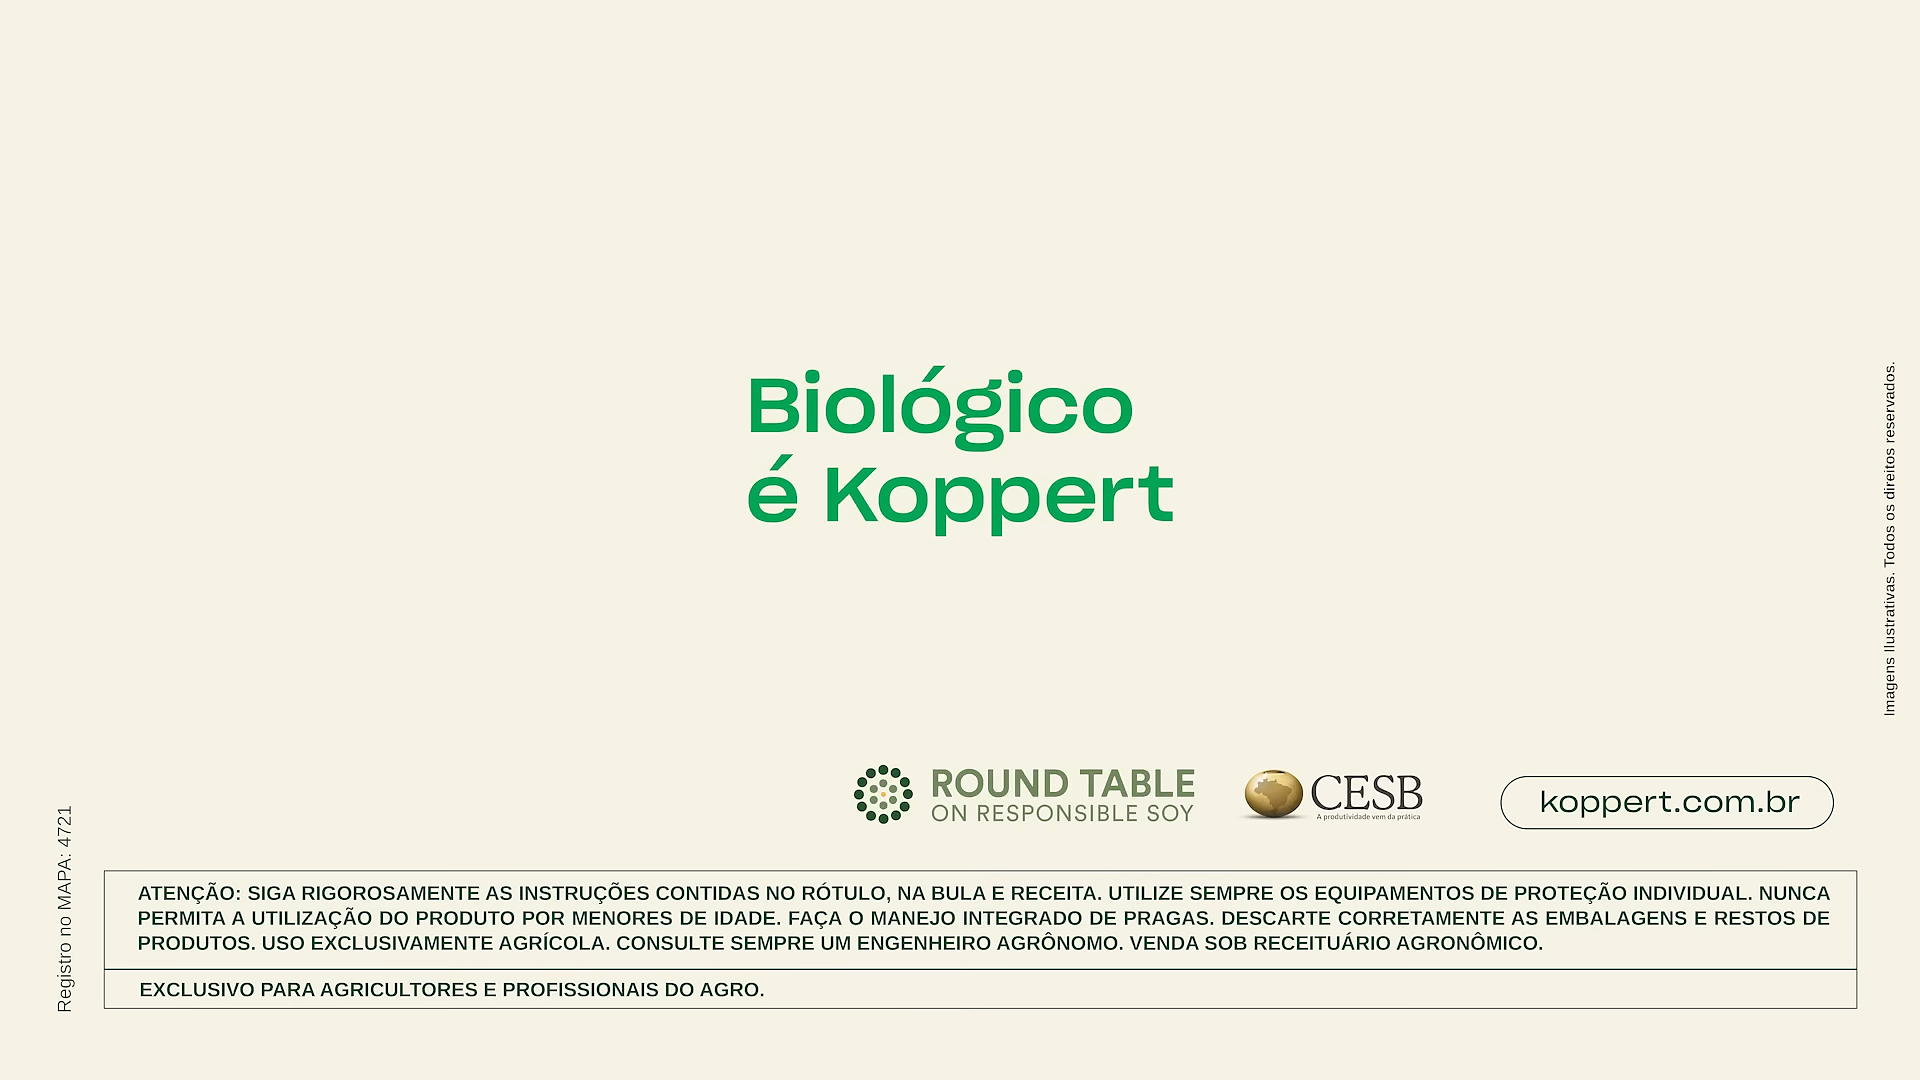 Biológico
é Koppert
Imagens Ilustrativas. Todos os direitos reservados.
ROUND TABLE
ON RESPONSIBLE SOY
CESB
A produtividade vem da prática
koppert.com.br
Registro no MAPA: 4721
ATENÇÃO: SIGA RIGOROSAMENTE AS INSTRUÇÕES CONTIDAS NO RÓTULO, NA BULA E RECEITA. UTILIZE SEMPRE OS EQUIPAMENTOS DE PROTEÇÃO INDIVIDUAL. NUNCA
PERMITA A UTILIZAÇÃO DO PRODUTO POR MENORES DE IDADE. FAÇA O MANEJO INTEGRADO DE PRAGAS. DESCARTE CORRETAMENTE AS EMBALAGENS E RESTOS DE
PRODUTOS. USO EXCLUSIVAMENTE AGRÍCOLA. CONSULTE SEMPRE UM ENGENHEIRO AGRÔNOMO. VENDA SOB RECEITUÁRIO AGRONÔMICO.
EXCLUSIVO PARA AGRICULTORES E PROFISSIONAIS DO AGRO.